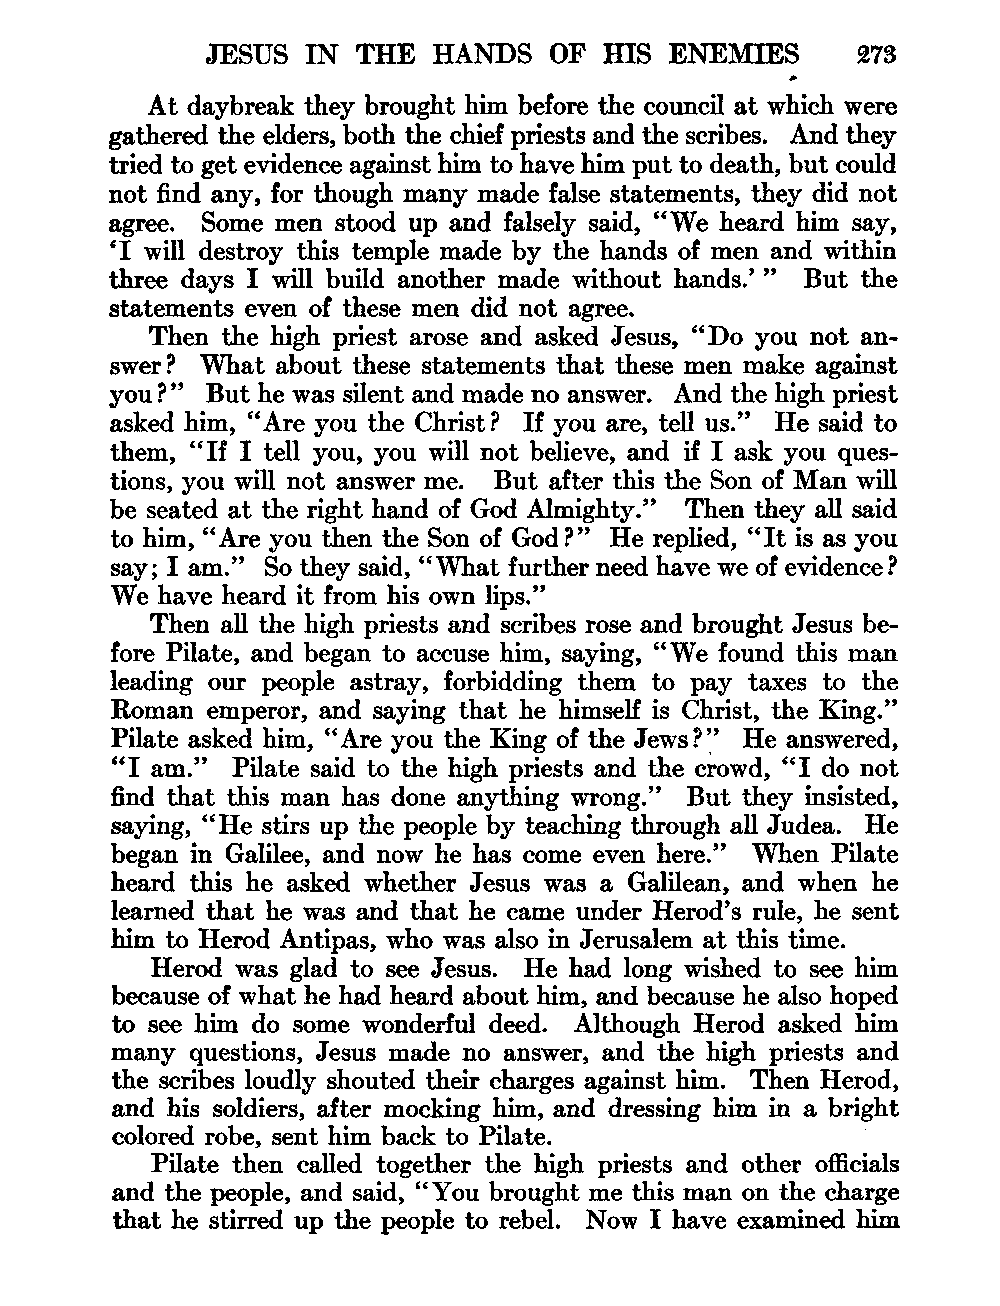 JESUS IN THE HANDS OF HIS ENEMIES 273
At daybreak they brought him before the council at which were
gathered the elders, both the chief priests and the scribes. And they
tried to get evidence against him to have him put to death, but could
not find any, for though many made false statements, they did not
agree. Some men stood up and falsely said, “We heard him say,
‘I will destroy this temple made by the hands of men and within
three days I will build another made without hands.’ ” But the
statements even of these men did not agree.
Then the high priest arose and asked Jesus, “Do you not an-
swer? What about these statements that these men make against
you?” But he was silent and made no answer. And the high priest
asked him, “Are you the Christ? If you are, tell us.” He said to
them, “If I tell you, you will not believe, and if I ask you ques-
tions, you will not answer me. But after this the Son of Man will
be seated at the right hand of God Almighty.” Then they all said
to him, “Are you then the Son of God?” He replied, “It is as you
say; I am.” So they said, “What further need have we of evidence?
We have heard it from his own lips.”
Then all the high priests and scribes rose and brought Jesus be-
fore Pilate, and began to accuse him, saying, “We found this man
leading our people astray, forbidding them to pay taxes to the
Roman emperor, and saying that he himself is Christ, the King.”
Pilate asked him, “Are you the King of the Jews?” He answered,
“I am.” Pilate said to the high priests and the crowd, “I do not
find that this man has done anything wrong.” But they insisted,
saying, “He stirs up the people by teaching through all Judea. He
began in Galilee, and now he has come even here.” When Pilate
heard this he asked whether Jesus was a Galilean, and when he
learned that he was and that he came under Herod’s rule, he sent
him to Herod Antipas, who was also in Jerusalem at this time.
Herod was glad to see Jesus. He had long wished to see him
because of what he had heard about him, and because he also hoped
to see him do some wonderful deed. Although Herod asked him
many questions, Jesus made no answer, and the high priests and
the scribes loudly shouted their charges against him. Then Herod,
and his soldiers, after mocking him, and dressing him in a bright
colored robe, sent him back to Pilate.
Pilate then called together the high priests and other officials
and the people, and said, “You brought me this man on the charge
that he stirred up the people to rebel. Now I have examined him